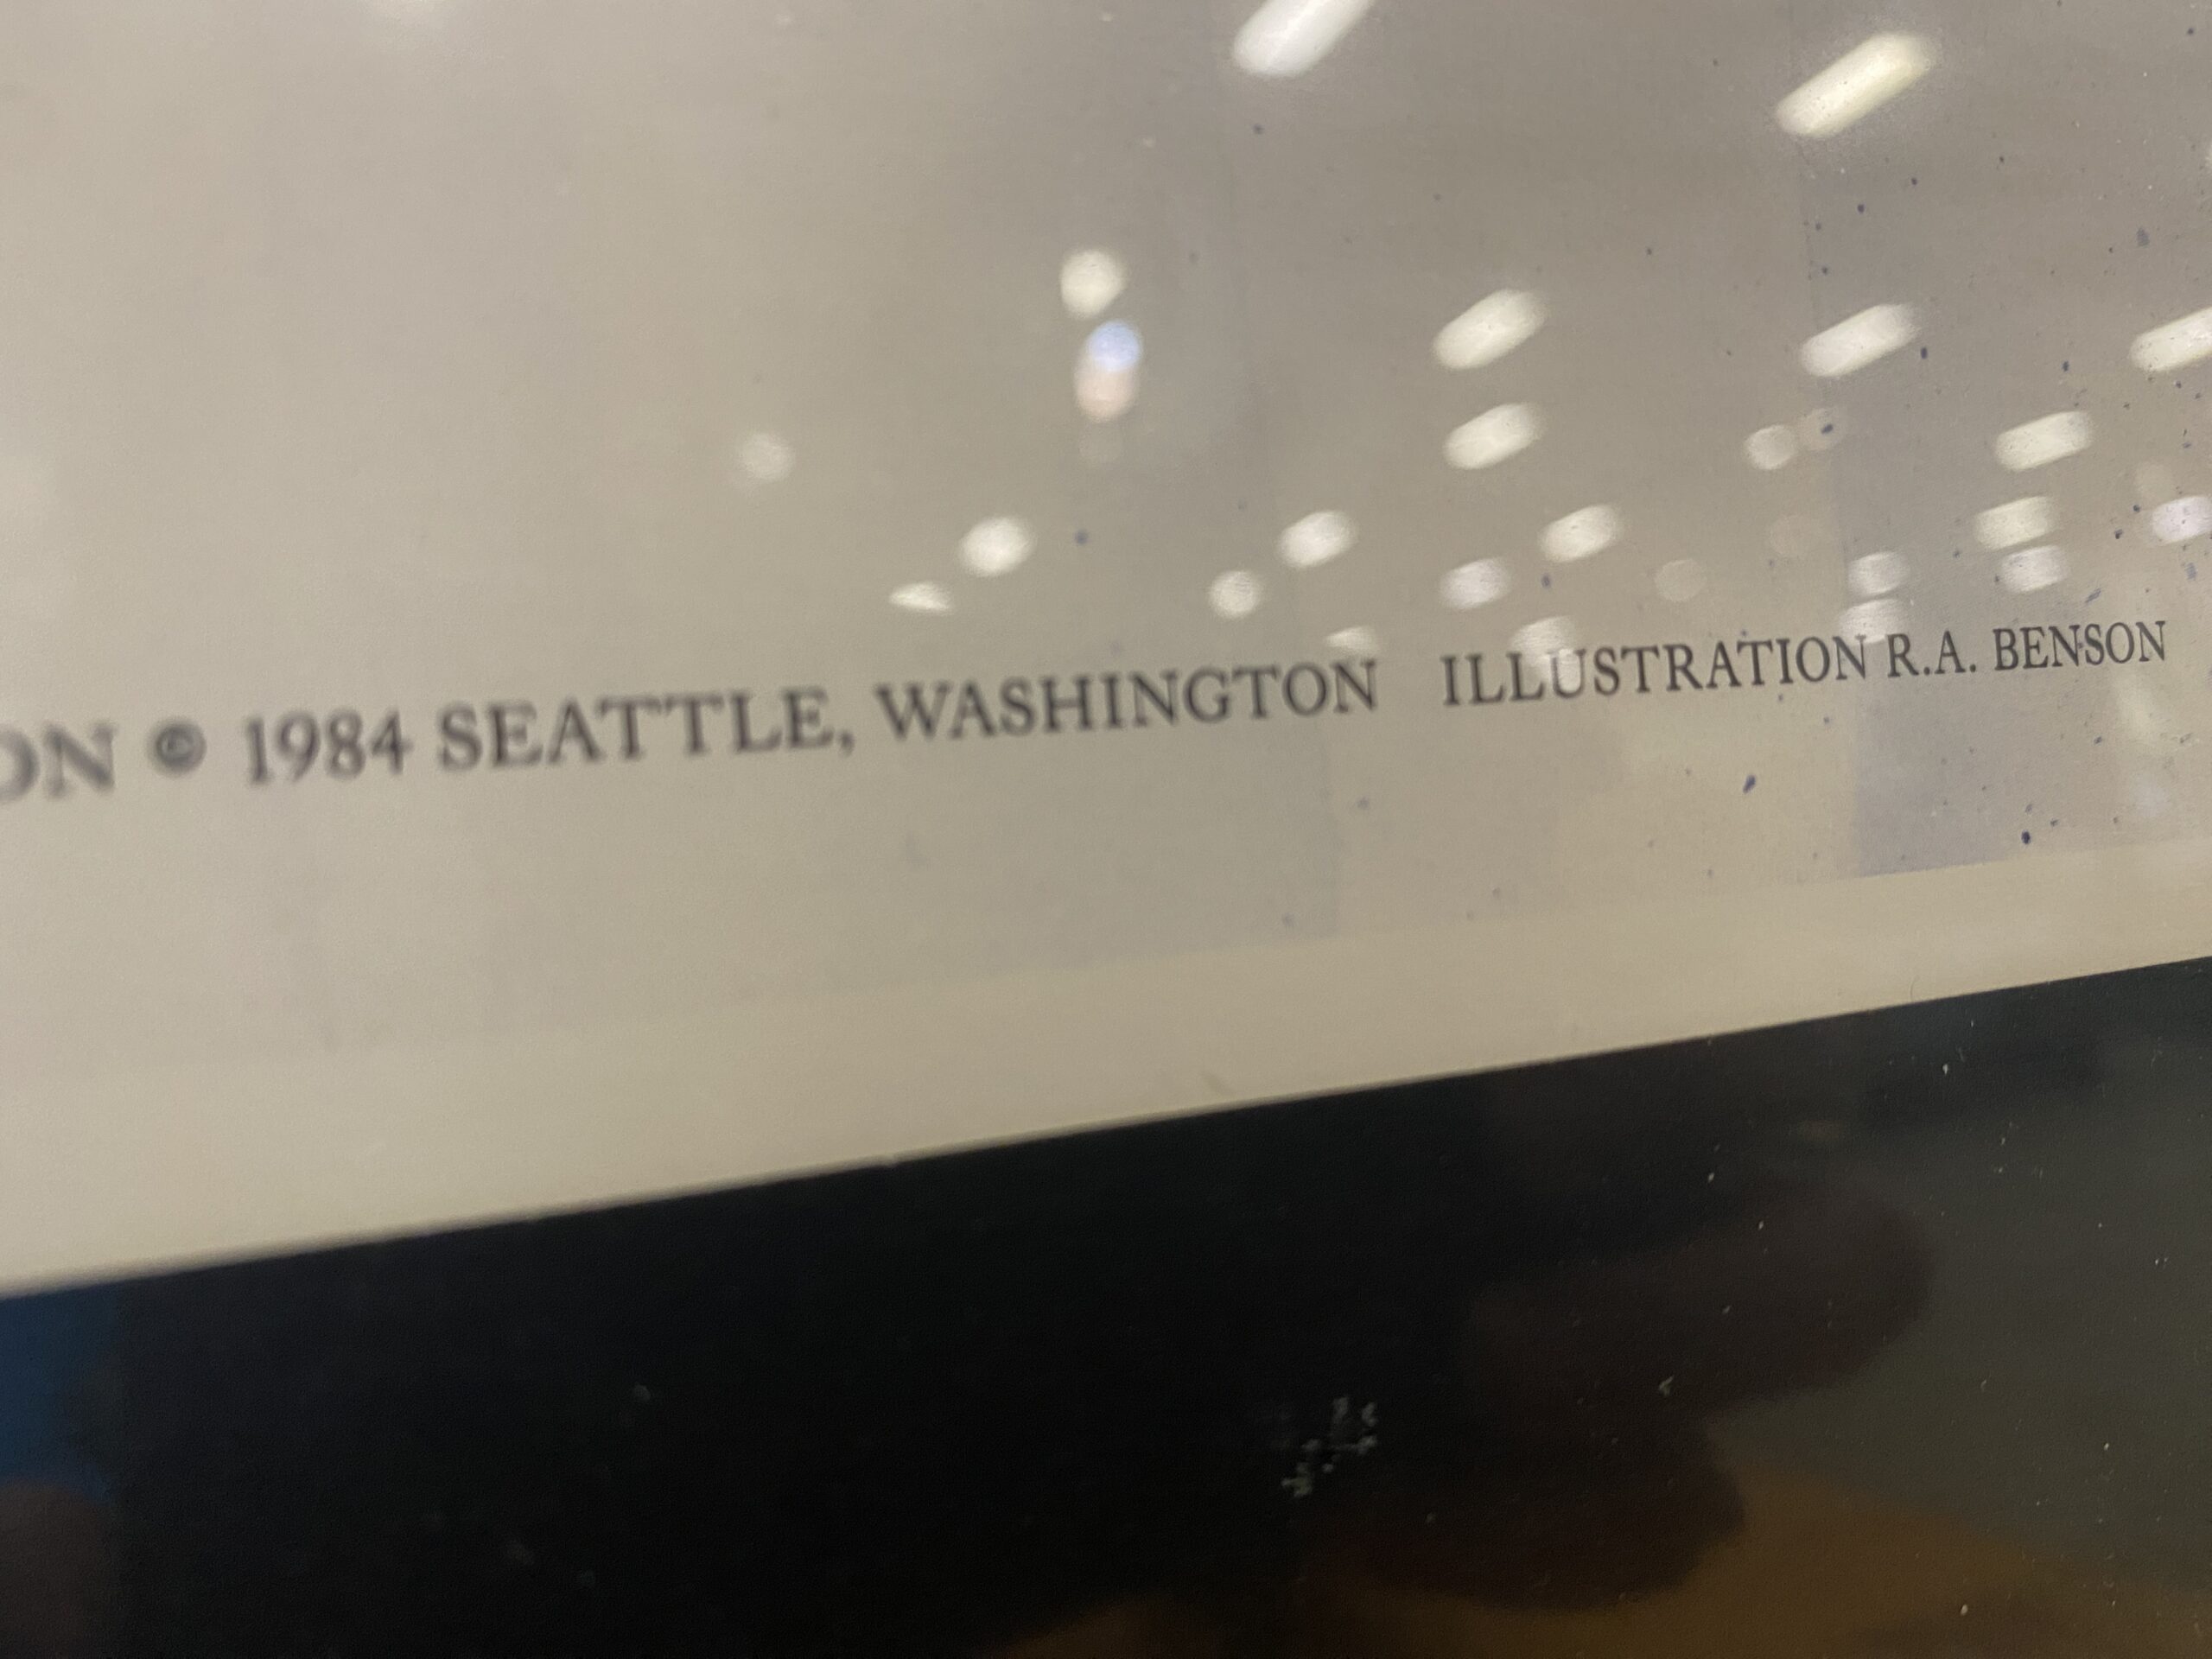 ON © 1984 SEATTLE, WASHINGTON ILLUSTRATION R.A. BENSON